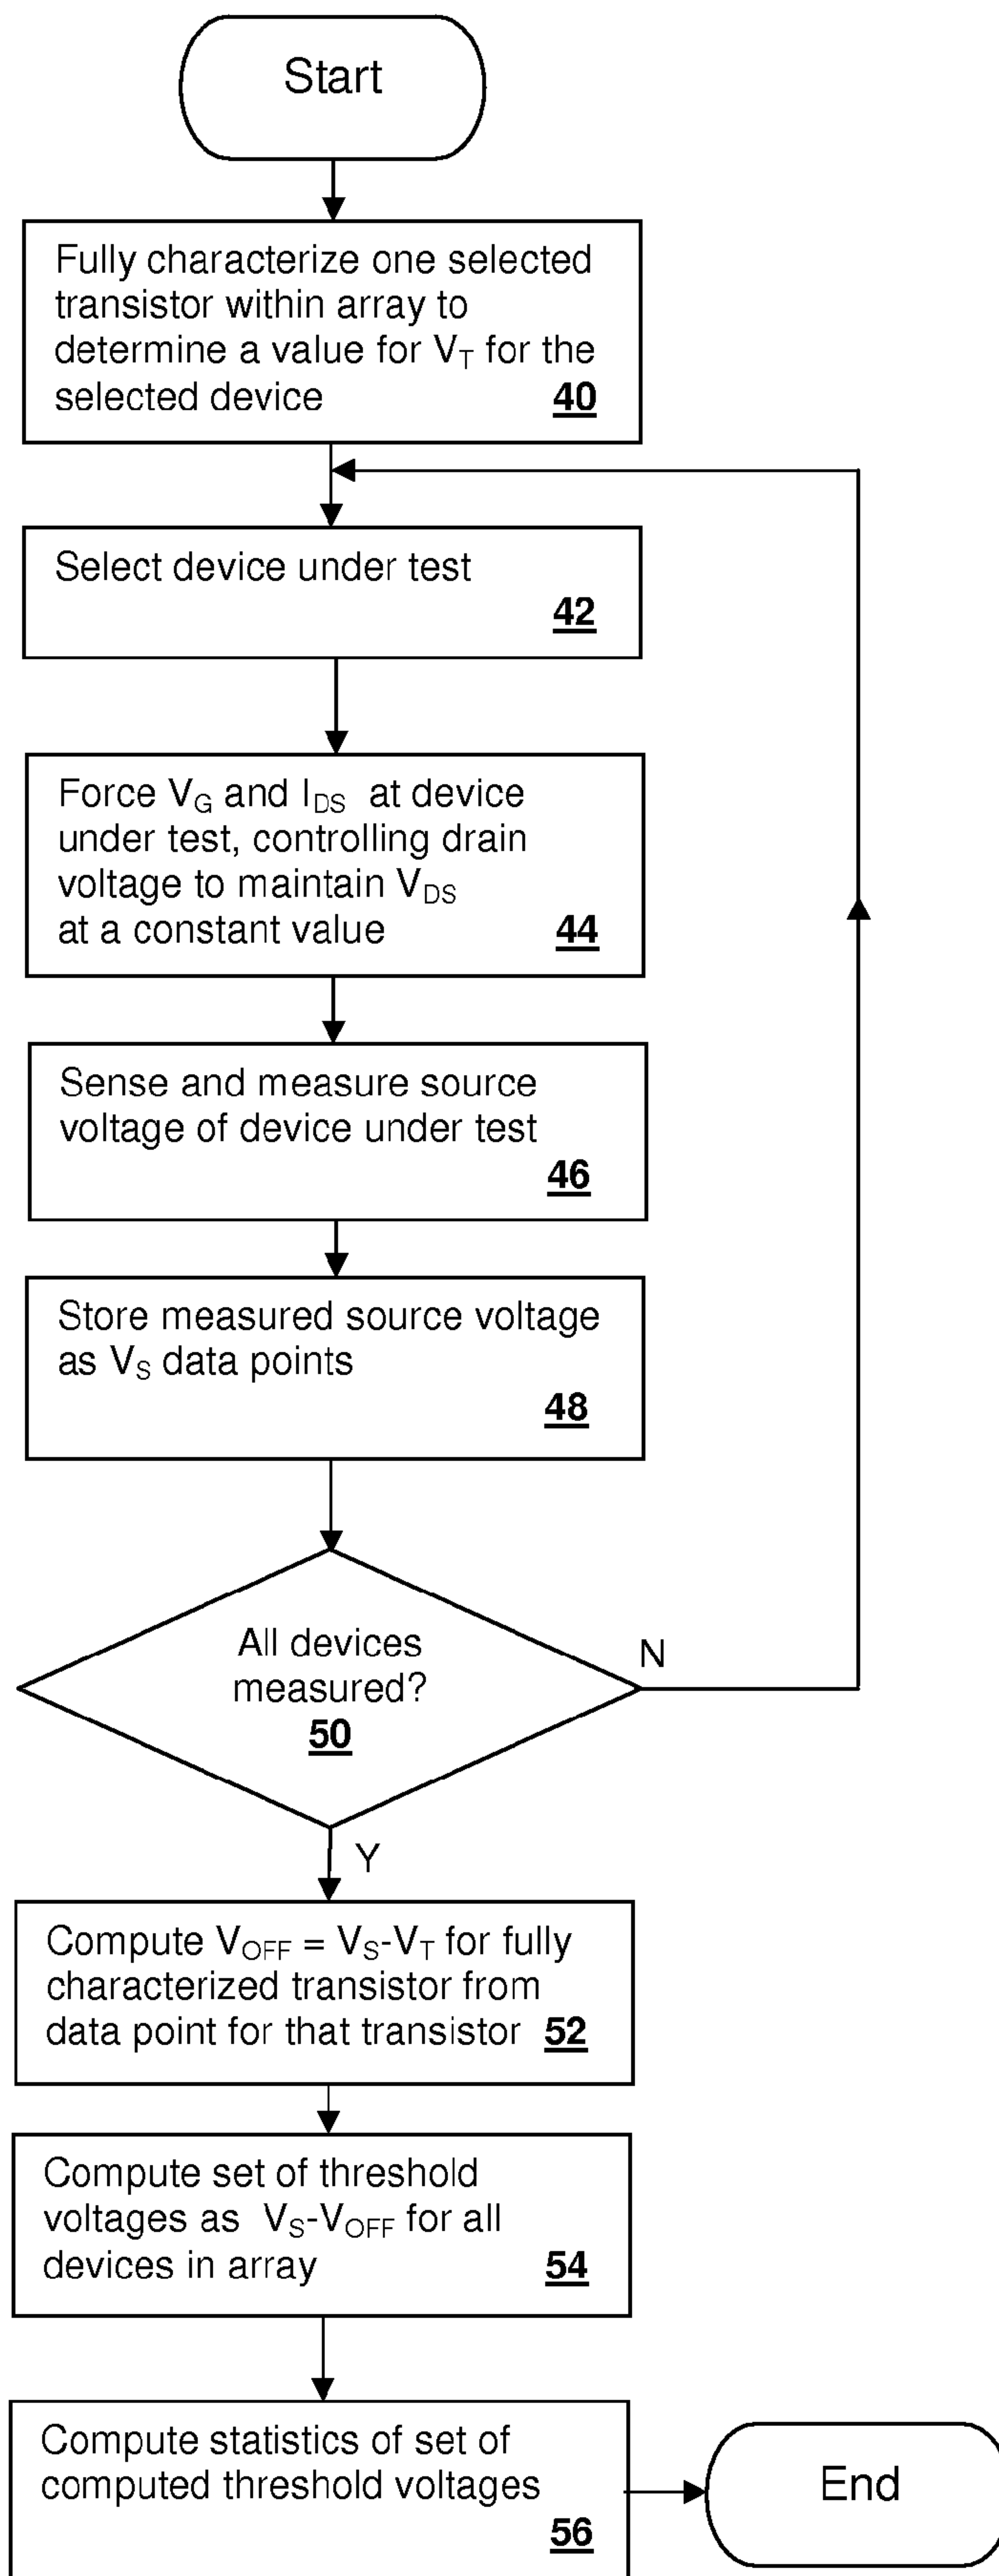 Start
Fully characterize one selected
transistor within array to
determine a value for VT for the
selected device 40
Select device under test
42
Force VG and IDS at device
under test, controlling drain
voltage to maintain VDS
at a constant value 44
Sense and measure source
voltage of device under test
46
Store measured source voltage
as VS data points
48
All devices
measured?
50
N
Y
Compute VOFF = VS-VT for fully
characterized transistor from
data point for that transistor 52
Compute set of threshold
voltages as VS-VOFF for all
devices in array 54
Compute statistics of set of
computed threshold voltages
56
End